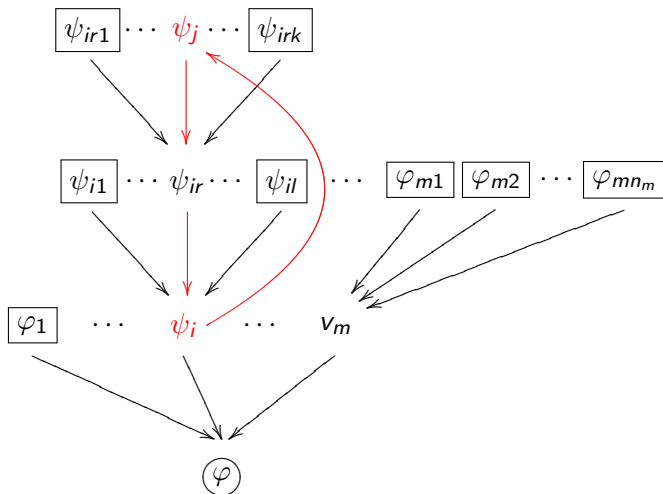 ψ_{ir1} ⋯ ψ_j ⋯ ψ_{irk}
ψ_{i1} ⋯ ψ_{ir} ⋯ ψ_{il} ⋯ φ_{m1} φ_{m2} ⋯ φ_{mn_m}
φ_1 ⋯ ψ_i ⋯ v_m
φ